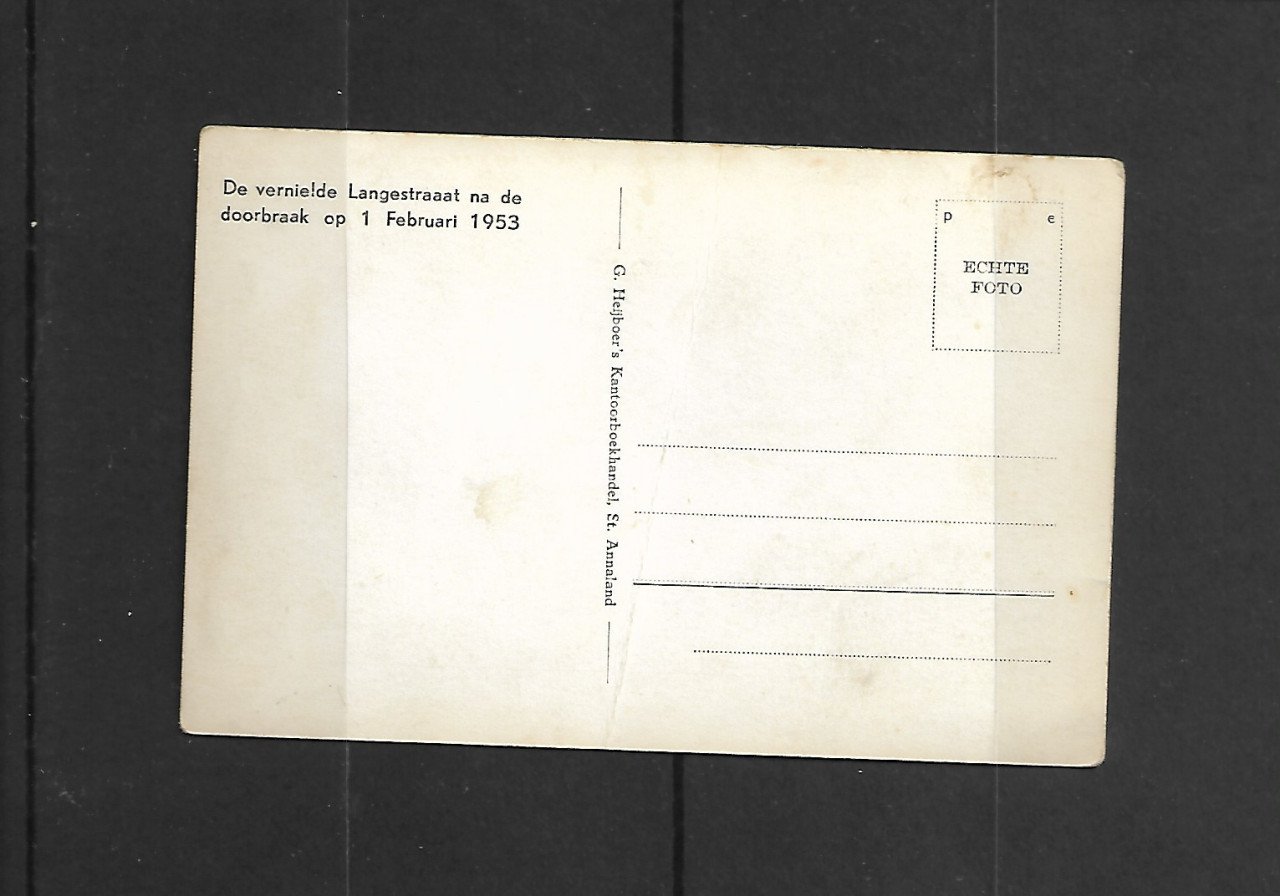 De vernielde Langestraaat na de
doorbraak op 1 Februari 1953
G. Heijboer's Kantoorboekhandel, St. Annaland
p e
ECHTE
FOTO